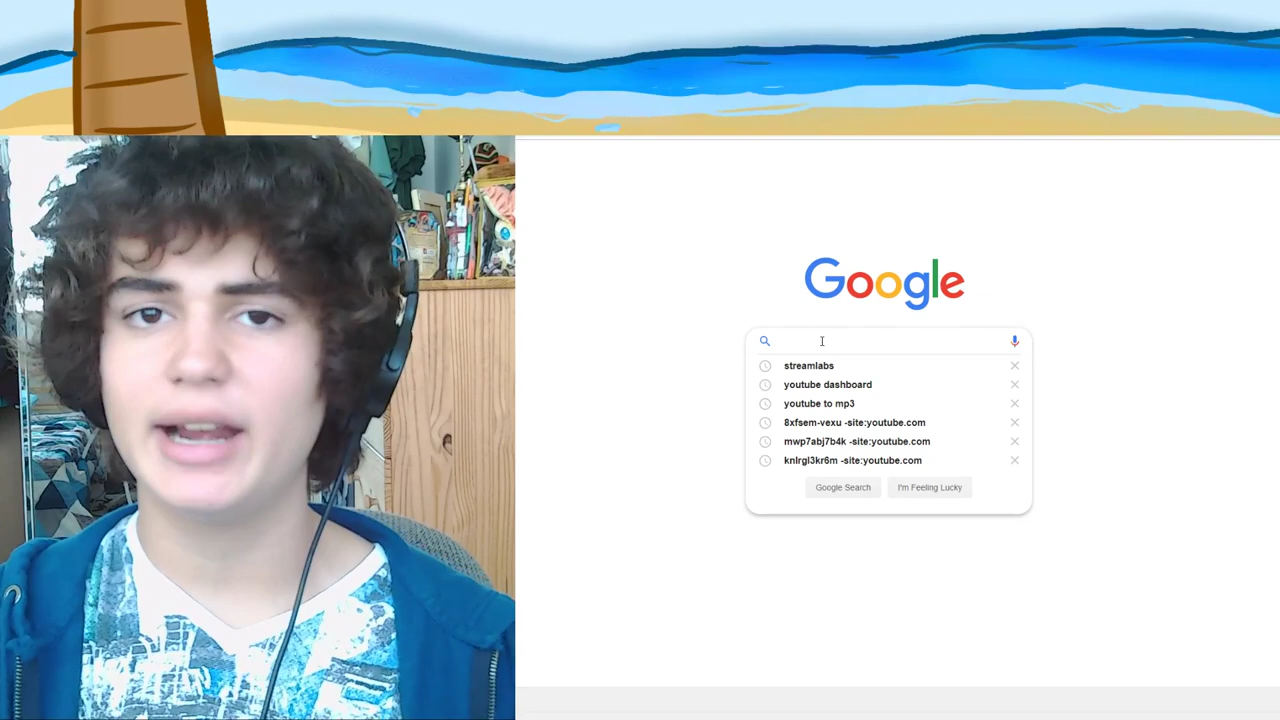 Google
streamlabs
youtube dashboard
youtube to mp3
8xfsem-vexu -site:youtube.com
mwp7abj7b4k -site:youtube.com
knlrgl3kr6m -site:youtube.com
Google Search
I'm Feeling Lucky